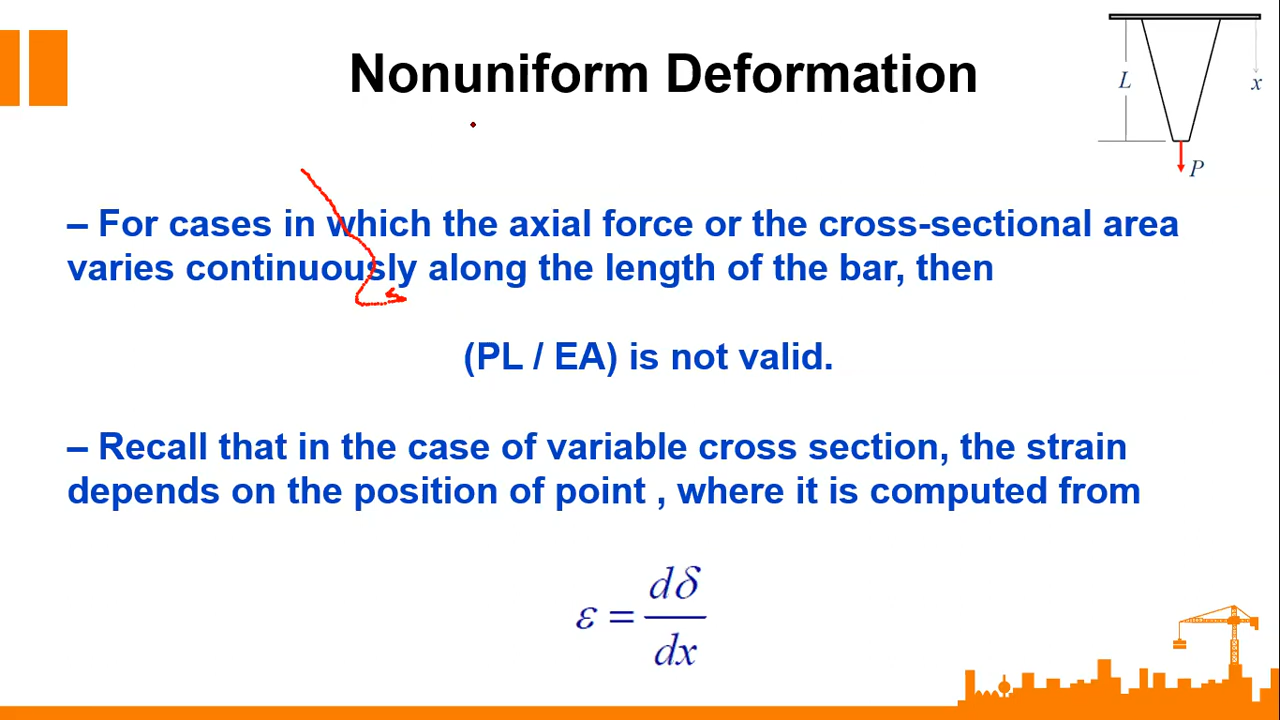 Nonuniform Deformation
L
x
P
– For cases in which the axial force or the cross-sectional area
varies continuously along the length of the bar, then
(PL / EA) is not valid.
– Recall that in the case of variable cross section, the strain
depends on the position of point , where it is computed from
ε = dδ/dx